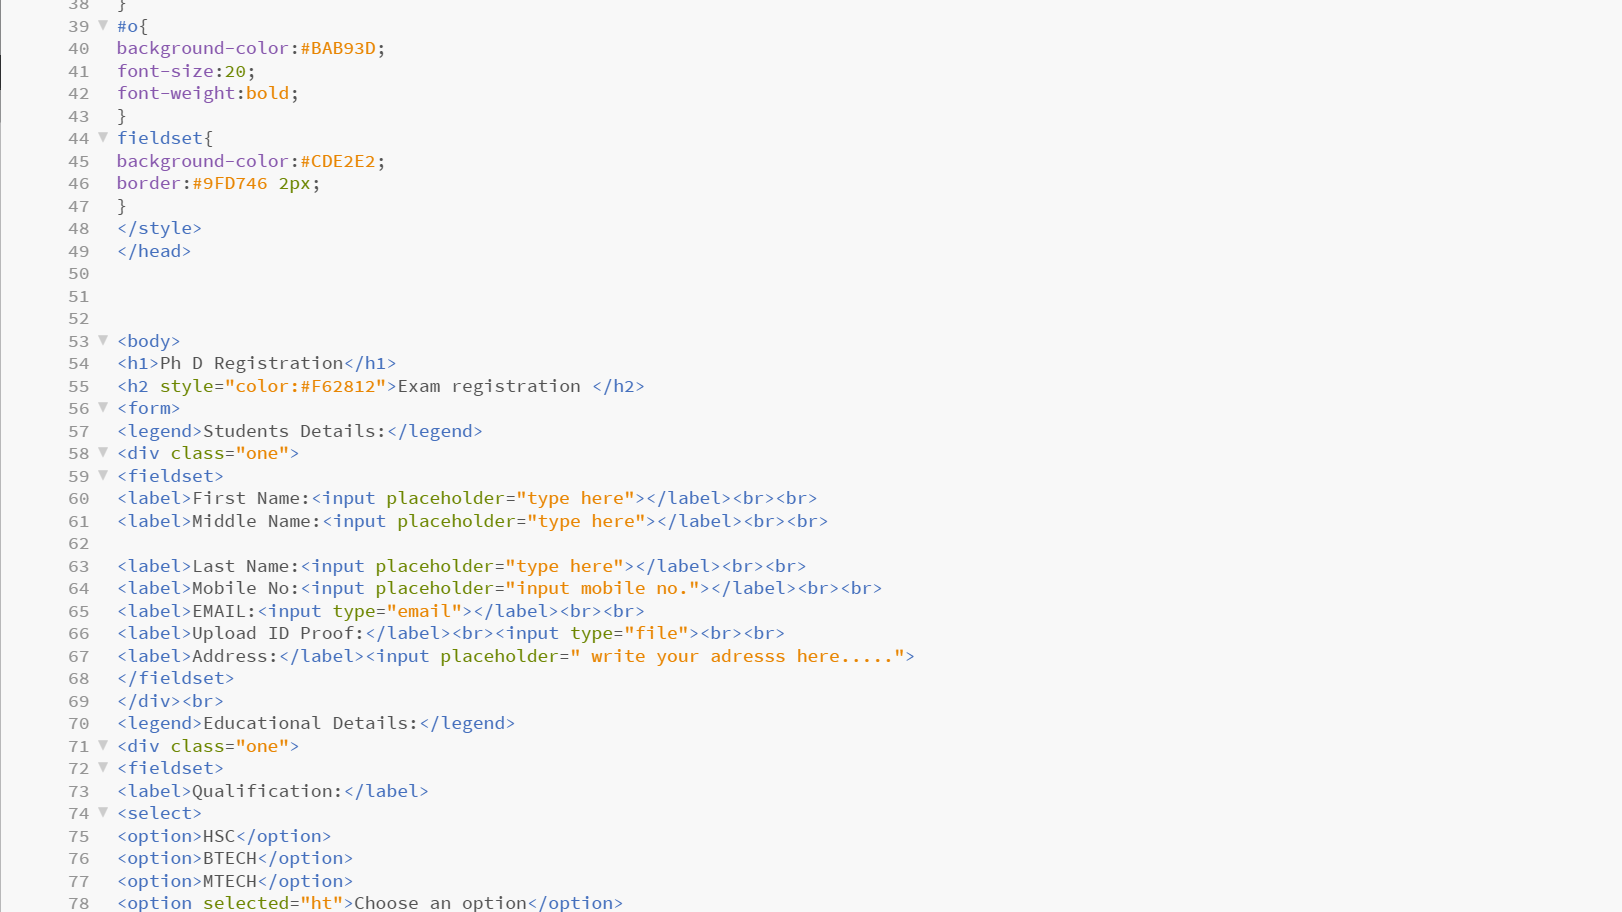 38 }
39 ▼ #o{
40 background-color:#BAB93D;
41 font-size:20;
42 font-weight:bold;
43 }
44 ▼ fieldset{
45 background-color:#CDE2E2;
46 border:#9FD746 2px;
47 }
48 </style>
49 </head>
50
51
52
53 ▼ <body>
54 <h1>Ph D Registration</h1>
55 <h2 style="color:#F62812">Exam registration </h2>
56 ▼ <form>
57 <legend>Students Details:</legend>
58 ▼ <div class="one">
59 ▼ <fieldset>
60 <label>First Name:<input placeholder="type here"></label><br><br>
61 <label>Middle Name:<input placeholder="type here"></label><br><br>
62
63 <label>Last Name:<input placeholder="type here"></label><br><br>
64 <label>Mobile No:<input placeholder="input mobile no."></label><br><br>
65 <label>EMAIL:<input type="email"></label><br><br>
66 <label>Upload ID Proof:</label><br><input type="file"><br><br>
67 <label>Address:</label><input placeholder=" write your adresss here.....">
68 </fieldset>
69 </div><br>
70 <legend>Educational Details:</legend>
71 ▼ <div class="one">
72 ▼ <fieldset>
73 <label>Qualification:</label>
74 ▼ <select>
75 <option>HSC</option>
76 <option>BTECH</option>
77 <option>MTECH</option>
78 <option selected="ht">Choose an option</option>